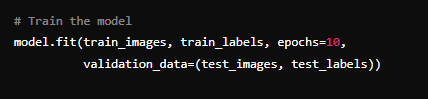 # Train the model
model.fit(train_images, train_labels, epochs=10,
          validation_data=(test_images, test_labels))